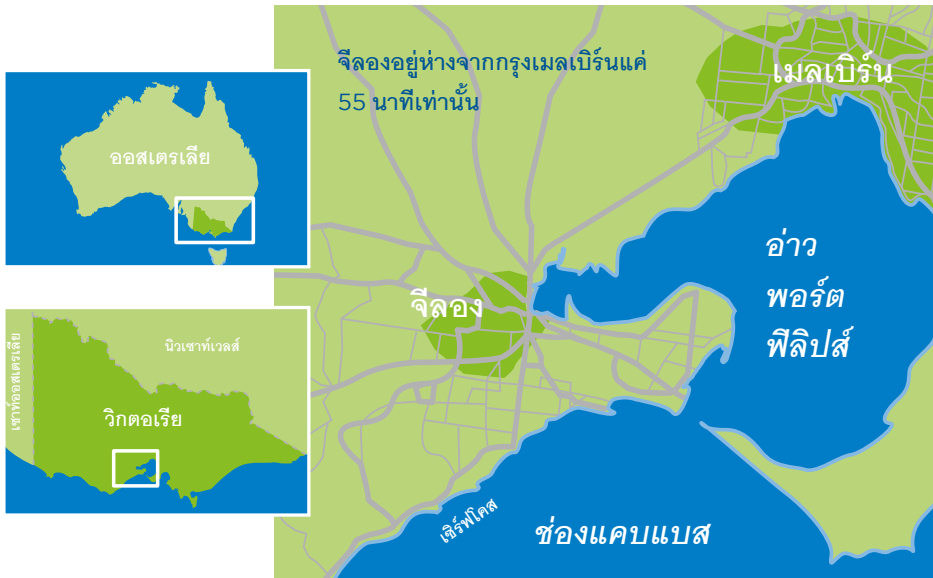 จีลองอยู่ห่างจากกรุงเมลเบิร์นแค่
55 นาทีเท่านั้น
เมลเบิร์น
ออสเตรเลีย
อ่าว
พอร์ต
ฟีลิปส์
จีลอง
นิวเซาท์เวลส์
เซาท์ออสเตรเลีย
วิกตอเรีย
เซิร์ฟโคส
ช่องแคบแบส